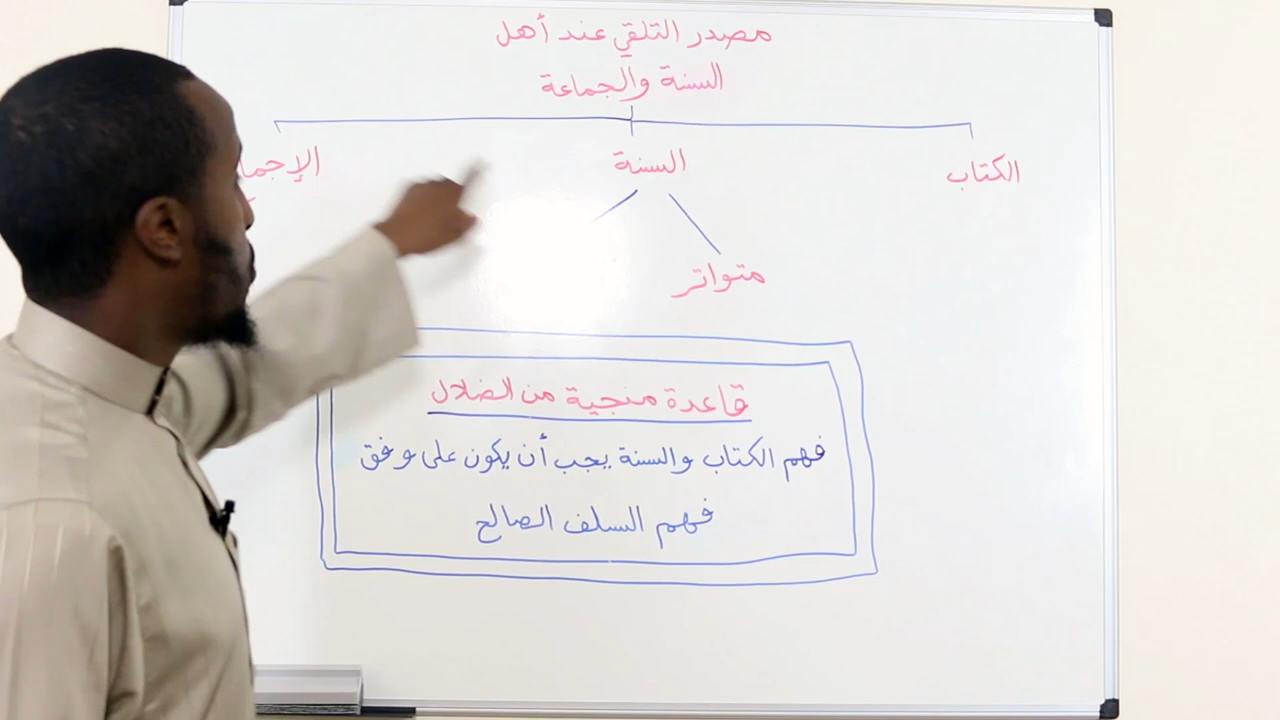 مصدر التلقي عند أهل
السنة والجماعة
الكتاب
السنة
متواتر
قاعدة منجية من الضلال
فهم الكتاب والسنة يجب أن يكون على وفق
فهم السلف الصالح